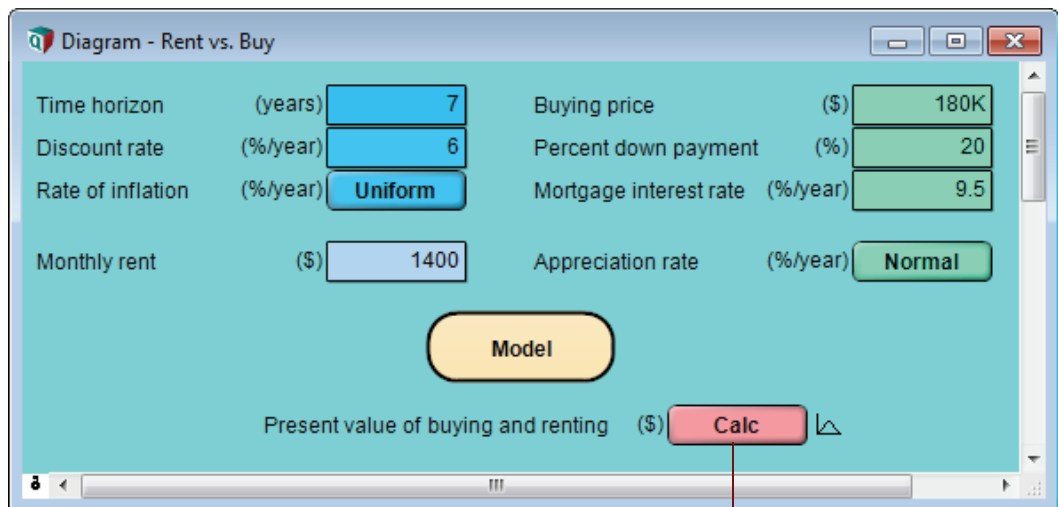 Diagram - Rent vs. Buy
Time horizon (years) 7 Buying price ($) 180K
Discount rate (%/year) 6 Percent down payment (%) 20
Rate of inflation (%/year) Uniform Mortgage interest rate (%/year) 9.5
Monthly rent ($) 1400 Appreciation rate (%/year) Normal
Model
Present value of buying and renting ($) Calc